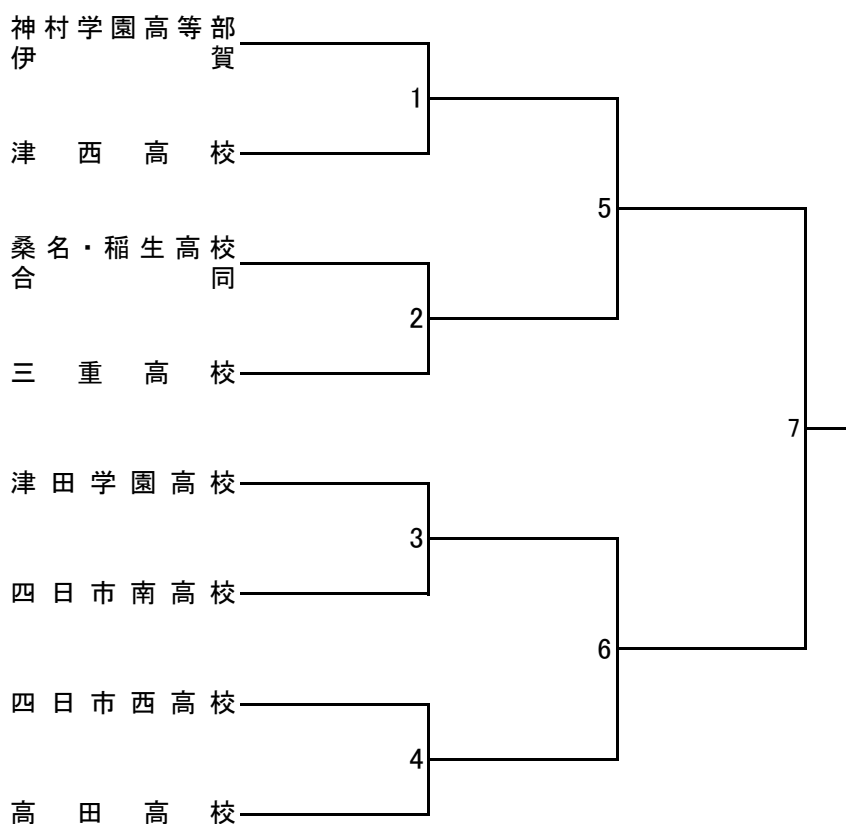 神村学園高等部
伊賀
1
津西高校
5
桑名・稲生高校
合同
2
三重高校
7
津田学園高校
3
四日市南高校
6
四日市西高校
4
高田高校